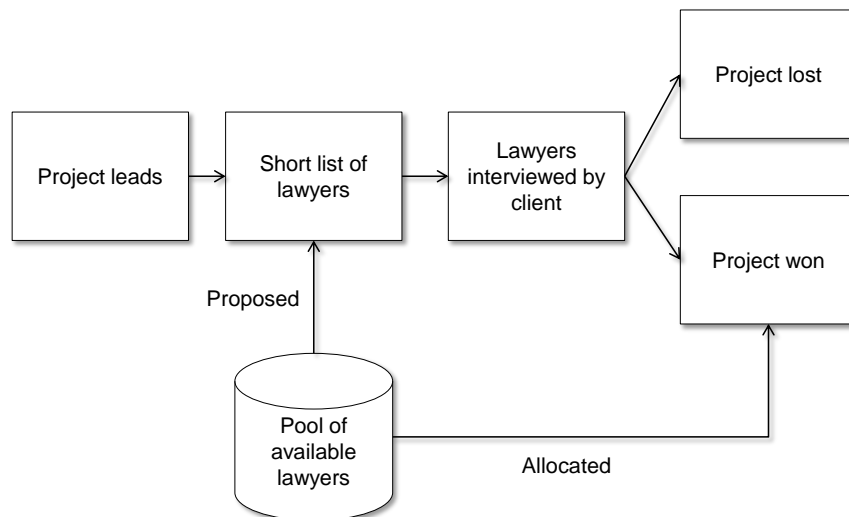 Project lost
Project leads
Short list of
lawyers
Lawyers
interviewed by
client
Project won
Proposed
Pool of
available
lawyers
Allocated